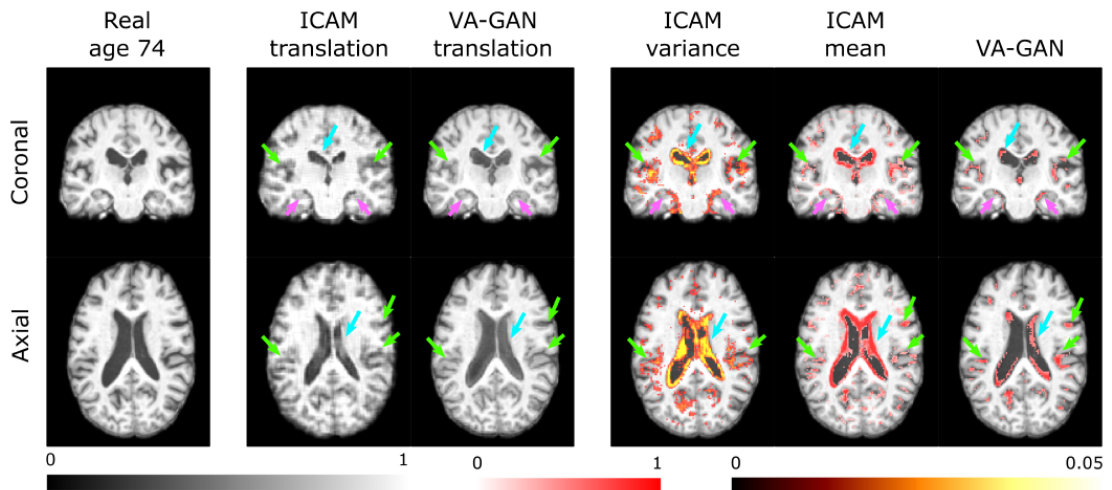 Real
age 74
ICAM
translation
VA-GAN
translation
ICAM
variance
ICAM
mean
VA-GAN
Coronal
Axial
0 1 0 1 0 0.05